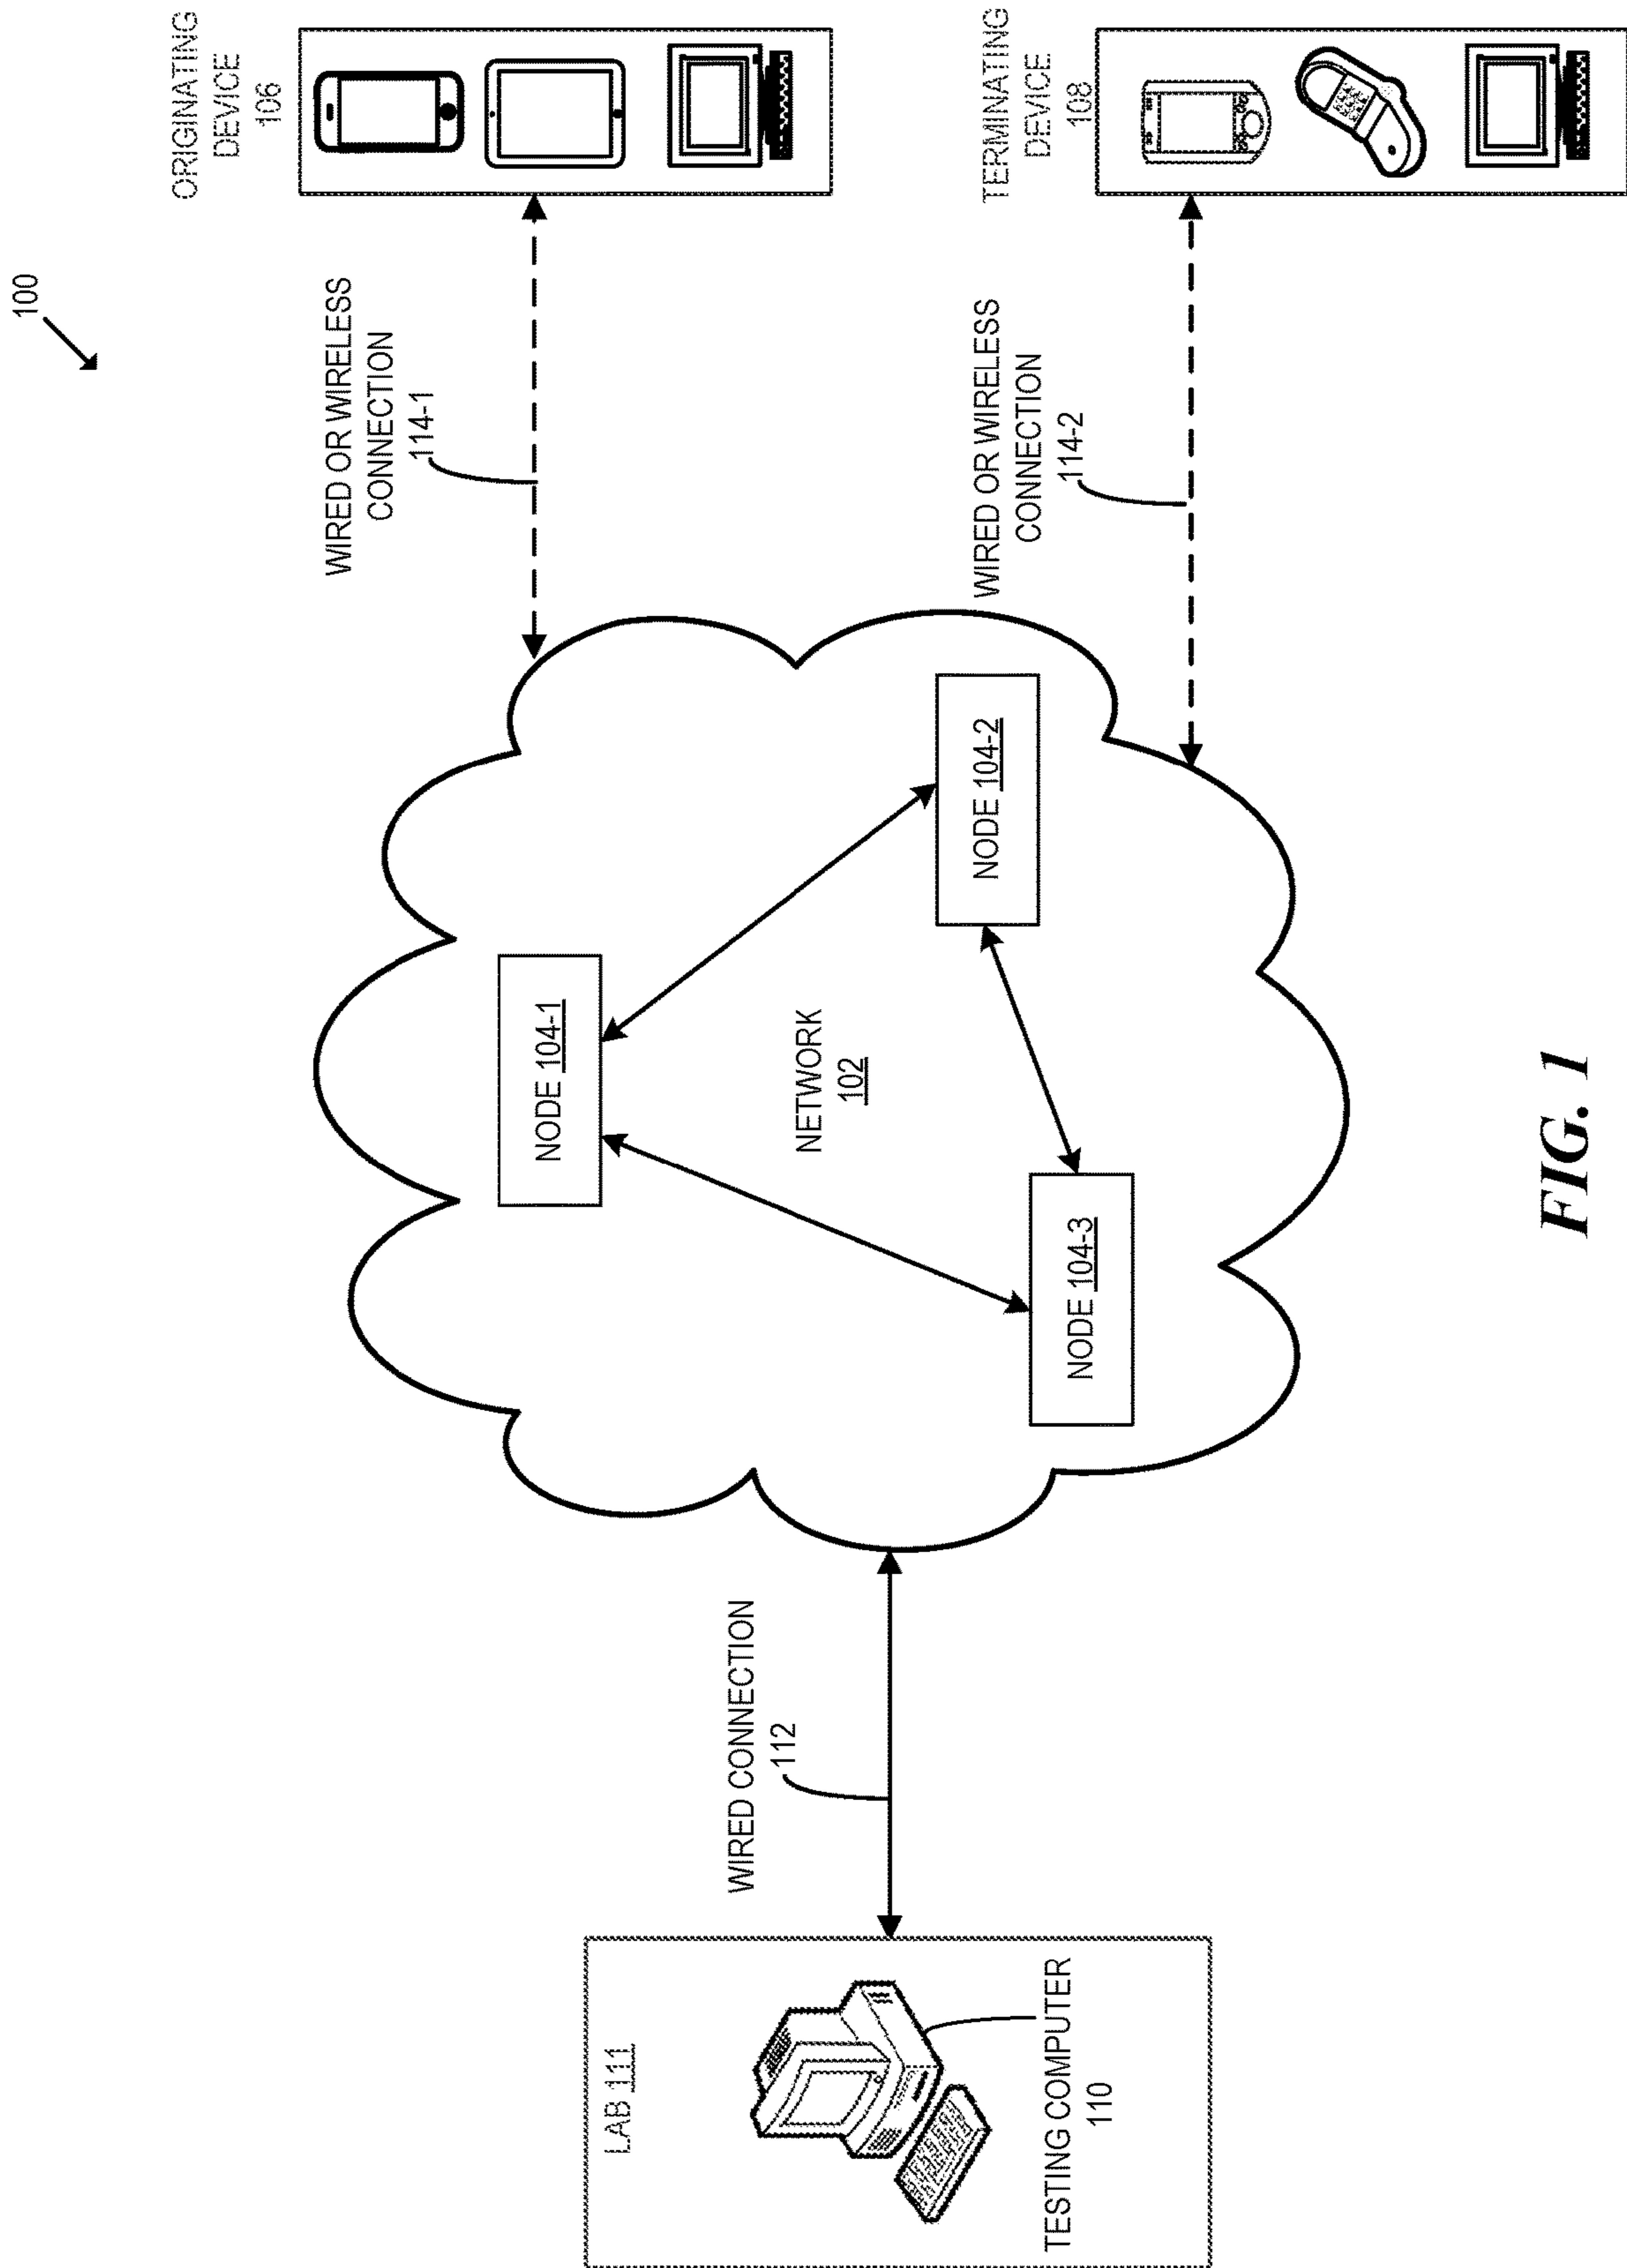 100
ORIGINATING
DEVICE
106
WIRED OR WIRELESS
CONNECTION
114-1
NODE 104-1
NODE 104-2
NETWORK
102
NODE 104-3
LAB 111
WIRED CONNECTION
112
TESTING COMPUTER
110
WIRED OR WIRELESS
CONNECTION
114-2
TERMINATING
DEVICE
108
FIG. 1